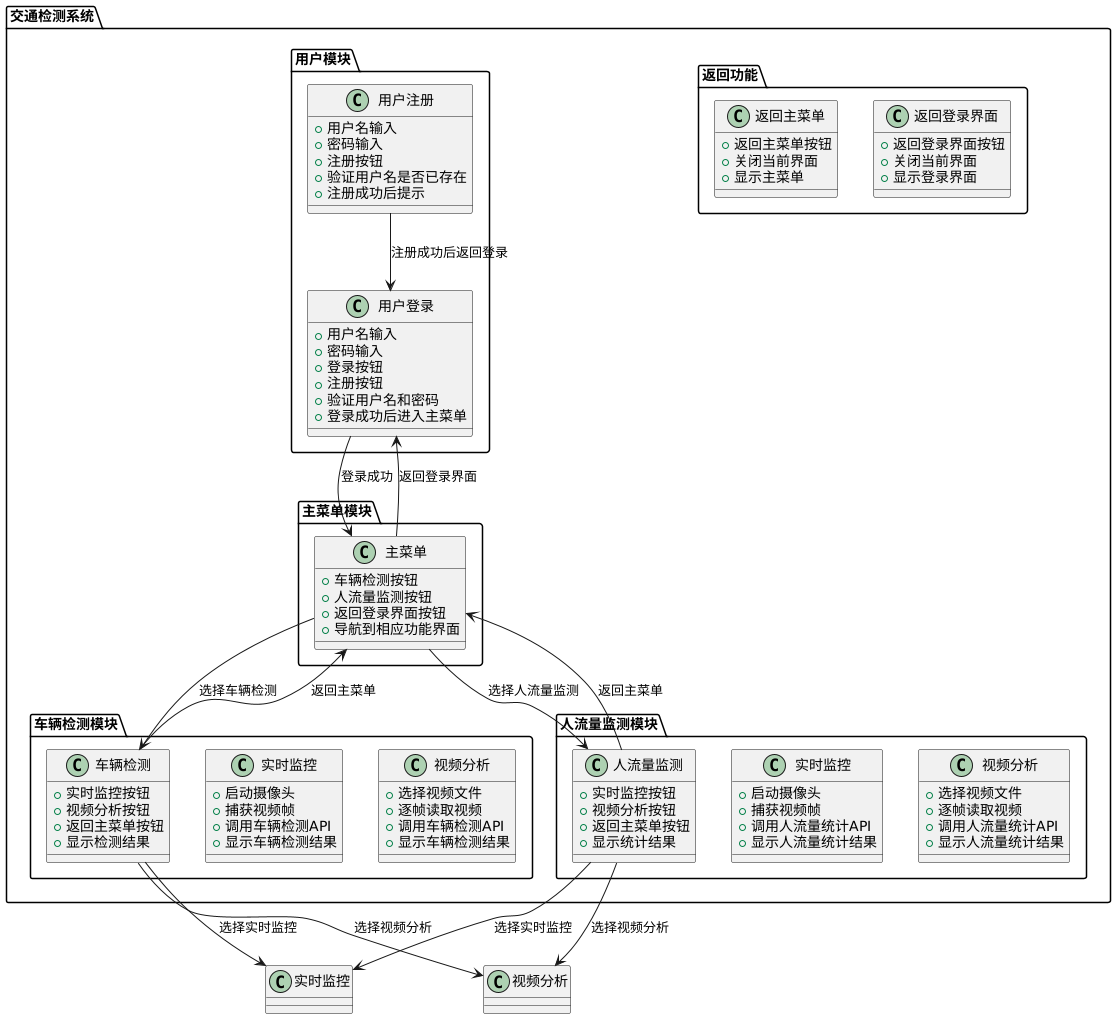 交通检测系统
用户模块
C 用户注册
用户名输入
密码输入
注册按钮
验证用户名是否已存在
注册成功后提示
注册成功后返回登录
C 用户登录
用户名输入
密码输入
登录按钮
注册按钮
验证用户名和密码
登录成功后进入主菜单
返回功能
C 返回主菜单
返回主菜单按钮
关闭当前界面
显示主菜单
C 返回登录界面
返回登录界面按钮
关闭当前界面
显示登录界面
登录成功
返回登录界面
主菜单模块
C 主菜单
车辆检测按钮
人流量监测按钮
返回登录界面按钮
导航到相应功能界面
选择车辆检测
返回主菜单
选择人流量监测
返回主菜单
车辆检测模块
C 车辆检测
实时监控按钮
视频分析按钮
返回主菜单按钮
显示检测结果
C 实时监控
启动摄像头
捕获视频帧
调用车辆检测API
显示车辆检测结果
C 视频分析
选择视频文件
逐帧读取视频
调用车辆检测API
显示车辆检测结果
人流量监测模块
C 人流量监测
实时监控按钮
视频分析按钮
返回主菜单按钮
显示统计结果
C 实时监控
启动摄像头
捕获视频帧
调用人流量统计API
显示人流量统计结果
C 视频分析
选择视频文件
逐帧读取视频
调用人流量统计API
显示人流量统计结果
选择实时监控
选择视频分析
选择实时监控
选择视频分析
C 实时监控
C 视频分析